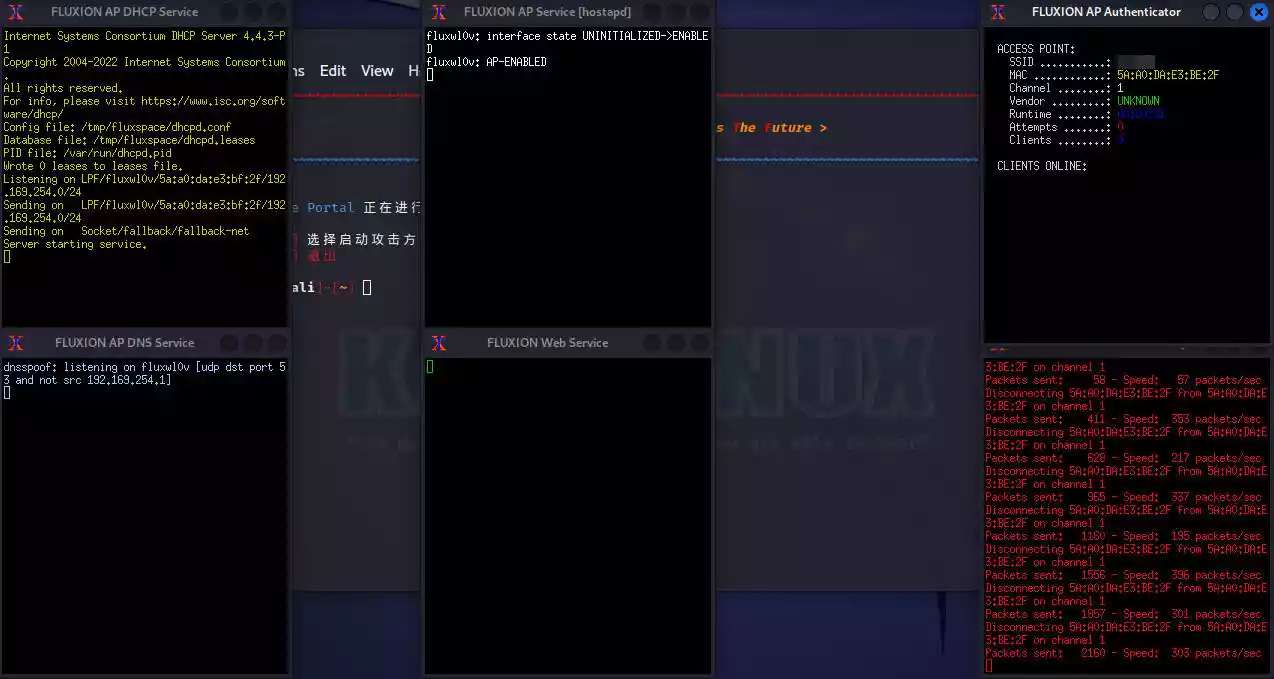 FLUXION AP DHCP Service
Internet Systems Consortium DHCP Server 4.4.3-P
1
Copyright 2004-2022 Internet Systems Consortium
.
All rights reserved.
For info, please visit https://www.isc.org/soft
ware/dhcp/
Config file: /tmp/fluxspace/dhcpd.conf
Database file: /tmp/fluxspace/dhcpd.leases
PID file: /var/run/dhcpd.pid
Wrote 0 leases to leases file.
Listening on LPF/fluxwl0v/5a:a0:da:e3:bf:2f/192
.169.254.0/24
Sending on   LPF/fluxwl0v/5a:a0:da:e3:bf:2f/192
.169.254.0/24
Sending on   Socket/fallback/fallback-net
Server starting service.
FLUXION AP Service [hostapd]
fluxwl0v: interface state UNINITIALIZED->ENABLE
D
fluxwl0v: AP-ENABLED
ns Edit View H
s The Future >
e Portal 正在进行
选择启动攻击方
退出
ali]-[~]
FLUXION AP Authenticator
ACCESS POINT:
SSID ...........:
MAC ............: 5A:A0:DA:E3:BE:2F
Channel ........: 1
Vendor .........: UNKNOWN
Runtime ........:
Attempts .......: 0
Clients ........: 3
CLIENTS ONLINE:
FLUXION AP DNS Service
dnsspoof: listening on fluxwl0v [udp dst port 5
3 and not src 192.169.254.1]
FLUXION Web Service
3:BE:2F on channel 1
Packets sent:     58 - Speed:   57 packets/sec
Disconnecting 5A:A0:DA:E3:BE:2F from 5A:A0:DA:E
3:BE:2F on channel 1
Packets sent:    411 - Speed:  353 packets/sec
Disconnecting 5A:A0:DA:E3:BE:2F from 5A:A0:DA:E
3:BE:2F on channel 1
Packets sent:    628 - Speed:  217 packets/sec
Disconnecting 5A:A0:DA:E3:BE:2F from 5A:A0:DA:E
3:BE:2F on channel 1
Packets sent:    965 - Speed:  337 packets/sec
Disconnecting 5A:A0:DA:E3:BE:2F from 5A:A0:DA:E
3:BE:2F on channel 1
Packets sent:   1160 - Speed:  195 packets/sec
Disconnecting 5A:A0:DA:E3:BE:2F from 5A:A0:DA:E
3:BE:2F on channel 1
Packets sent:   1556 - Speed:  396 packets/sec
Disconnecting 5A:A0:DA:E3:BE:2F from 5A:A0:DA:E
3:BE:2F on channel 1
Packets sent:   1857 - Speed:  301 packets/sec
Disconnecting 5A:A0:DA:E3:BE:2F from 5A:A0:DA:E
3:BE:2F on channel 1
Packets sent:   2160 - Speed:  303 packets/sec